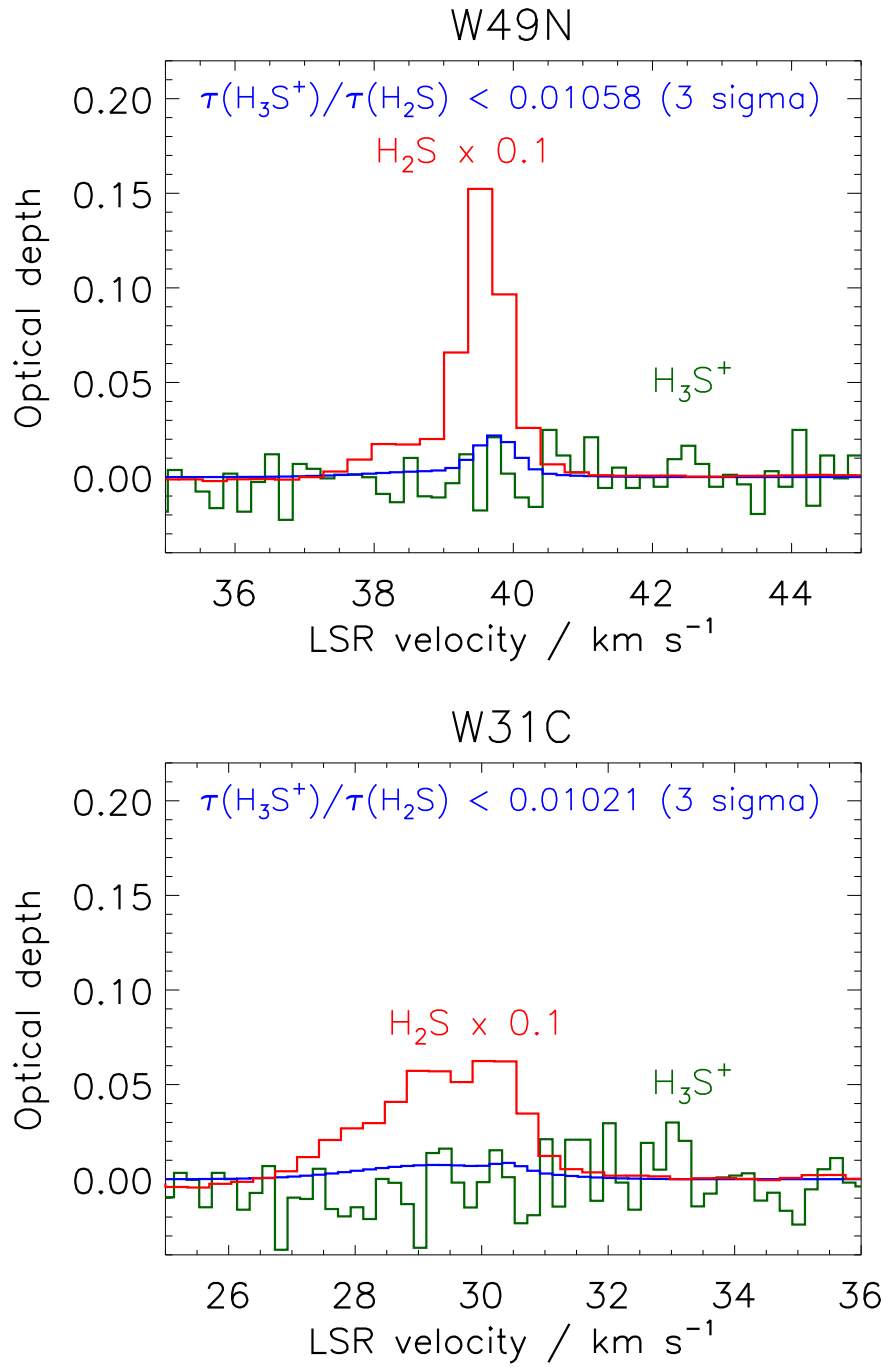 W49N
τ(H₃S⁺)/τ(H₂S) < 0.01058 (3 sigma)
H₂S x 0.1
H₃S⁺
0.20
0.15
0.10
0.05
0.00
Optical depth
36 38 40 42 44
LSR velocity / km s⁻¹
W31C
τ(H₃S⁺)/τ(H₂S) < 0.01021 (3 sigma)
H₂S x 0.1
H₃S⁺
0.20
0.15
0.10
0.05
0.00
Optical depth
26 28 30 32 34 36
LSR velocity / km s⁻¹